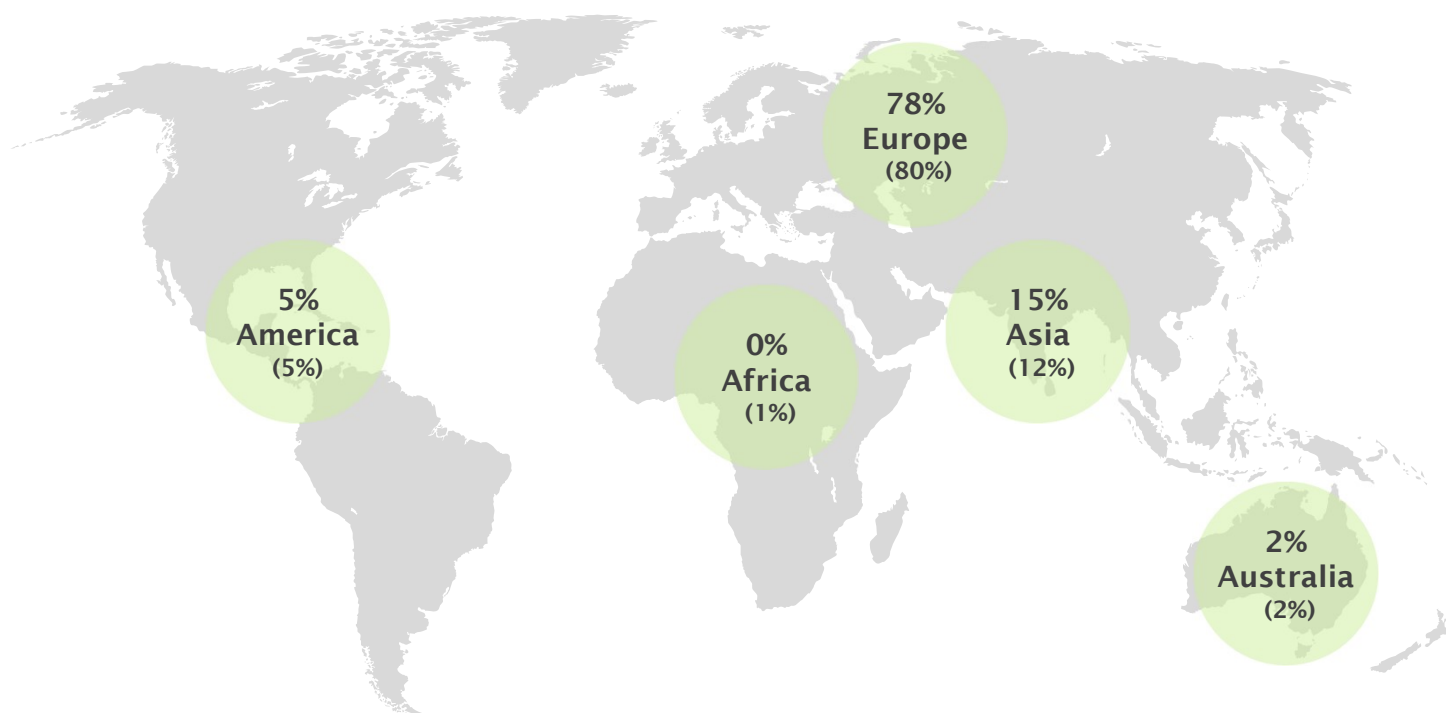 78%
Europe
(80%)
5%
America
(5%)
15%
Asia
(12%)
0%
Africa
(1%)
2%
Australia
(2%)